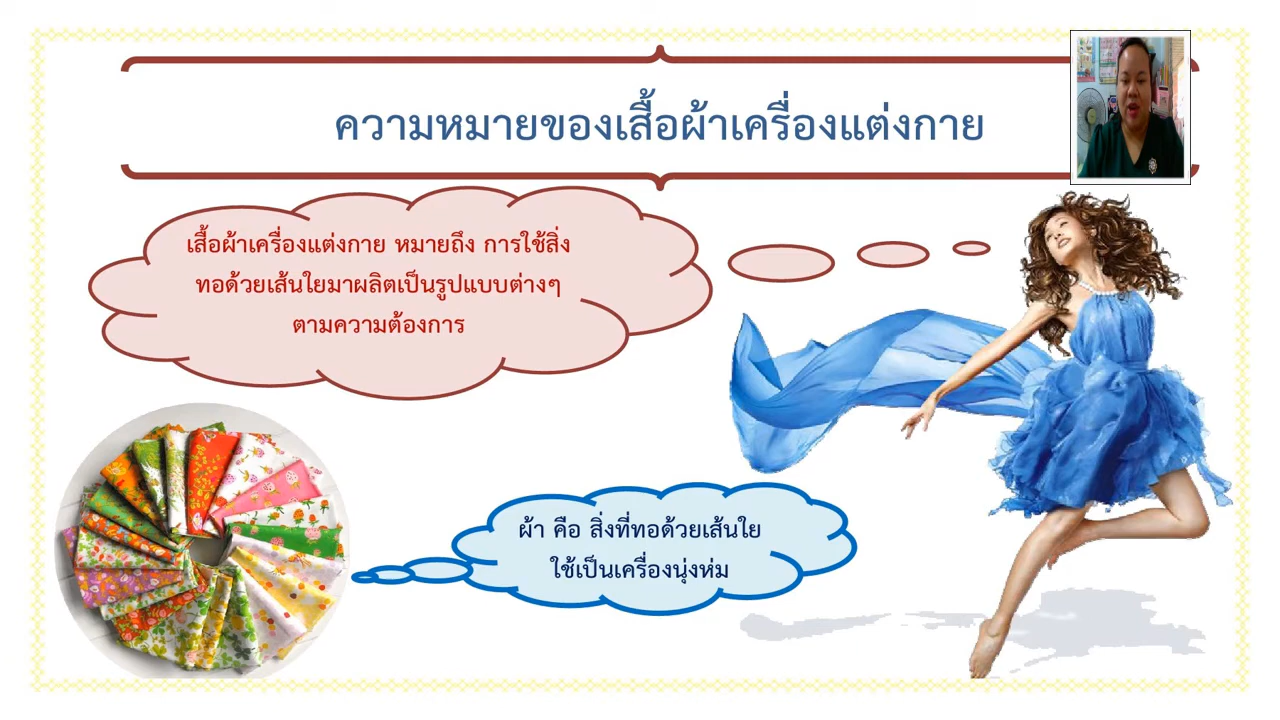 ความหมายของเสื้อผ้าเครื่องแต่งกาย
เสื้อผ้าเครื่องแต่งกาย หมายถึง การใช้สิ่ง
ทอด้วยเส้นใยมาผลิตเป็นรูปแบบต่างๆ
ตามความต้องการ
ผ้า คือ สิ่งที่ทอด้วยเส้นใย
ใช้เป็นเครื่องนุ่งห่ม